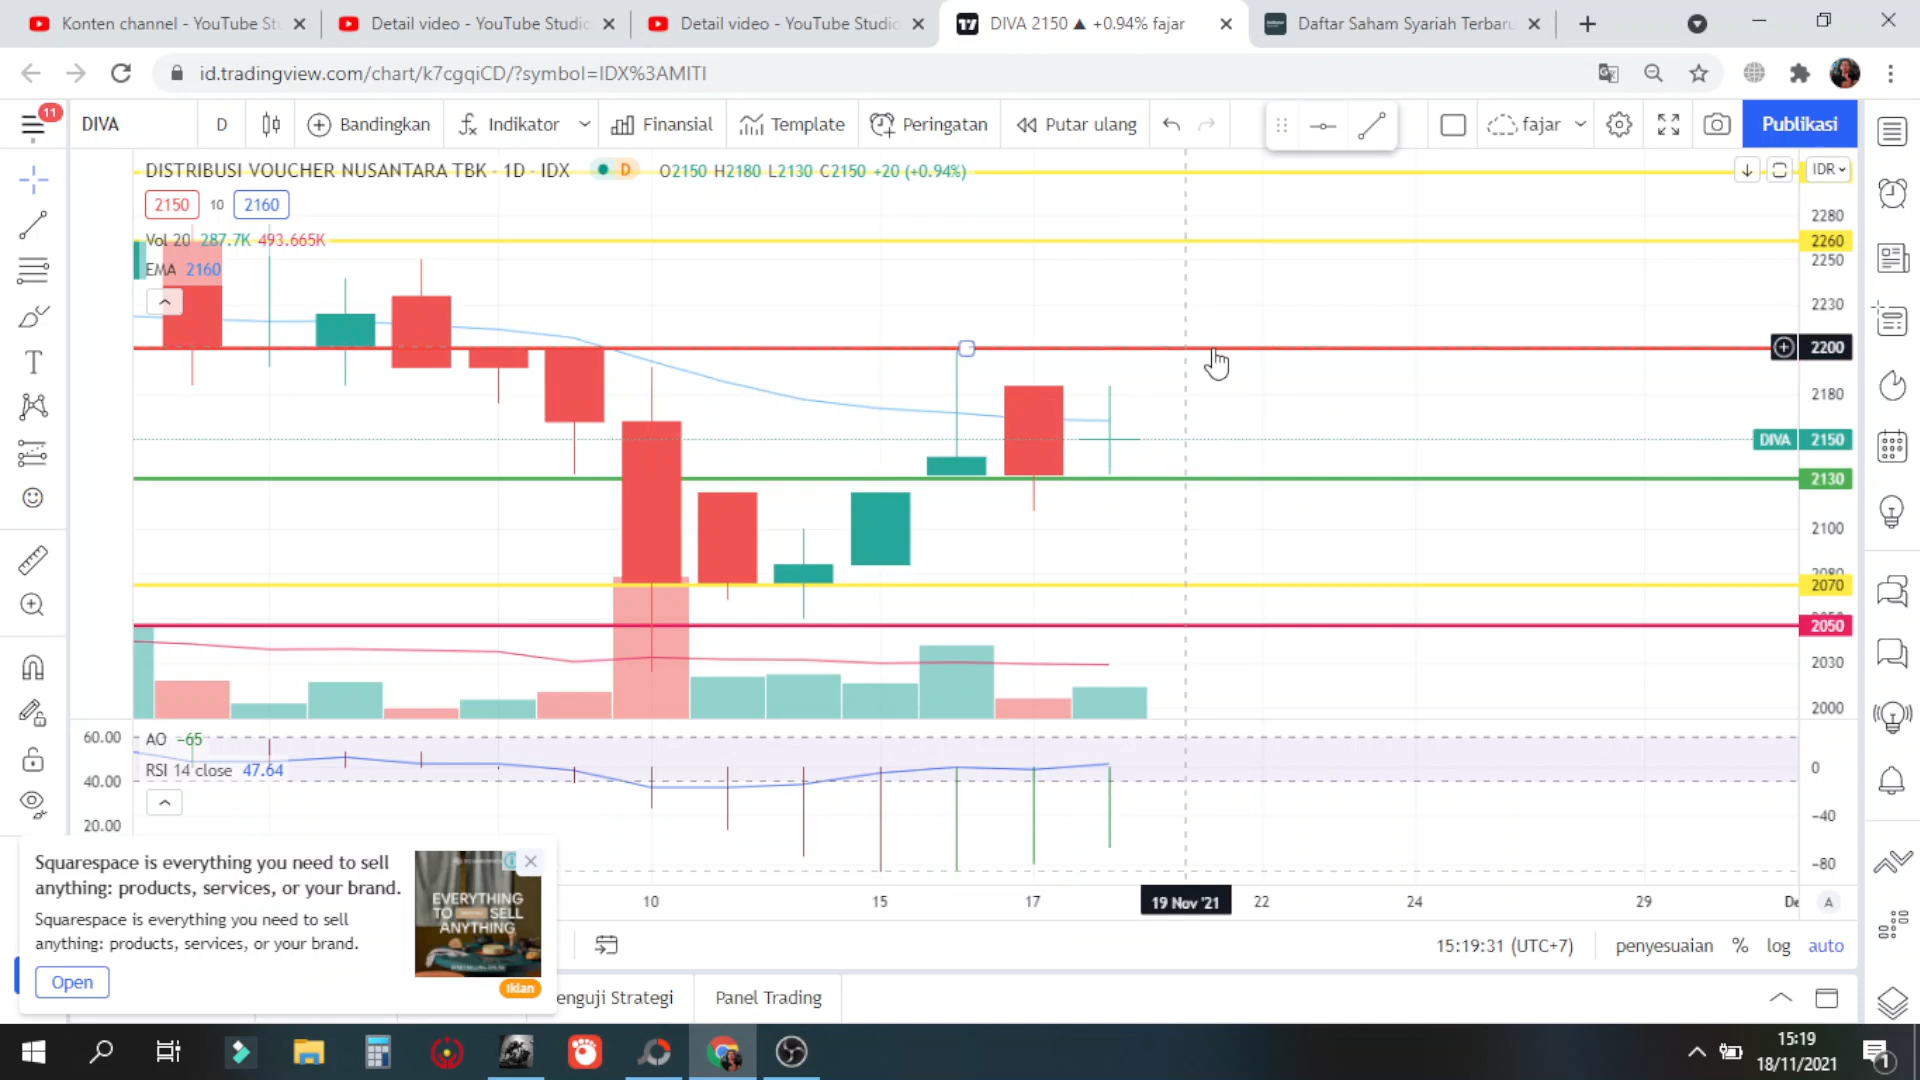 Konten channel - YouTube St
Detail video - YouTube Studio
Detail video - YouTube Studio
DIVA 2150 ▲ +0.94% fajar
Daftar Saham Syariah Terbaru
id.tradingview.com/chart/k7cgqiCD/?symbol=IDX%3AMITI
11
DIVA
D
Bandingkan
Indikator
Finansial
Template
Peringatan
Putar ulang
fajar
Publikasi
DISTRIBUSI VOUCHER NUSANTARA TBK - 1D - IDX
D
O2150 H2180 L2130 C2150 +20 (+0.94%)
IDR
2150
10
2160
Vol 20 287.7K 493.665K
EMA 2160
2280
2260
2250
2230
2200
2180
DIVA 2150
2130
2100
2080
2070
2050
2030
2000
60.00
AO −65
RSI 14 close 47.64
40.00
20.00
0
−40
−80
10
15
17
19 Nov '21
22
24
29
De
A
Squarespace is everything you need to sell
anything: products, services, or your brand.
Squarespace is everything you need to sell
anything: products, services, or your brand.
Open
EVERYTHING
TO SELL
ANYTHING
Iklan
15:19:31 (UTC+7)
penyesuaian
%
log
auto
enguji Strategi
Panel Trading
15:19
18/11/2021
1